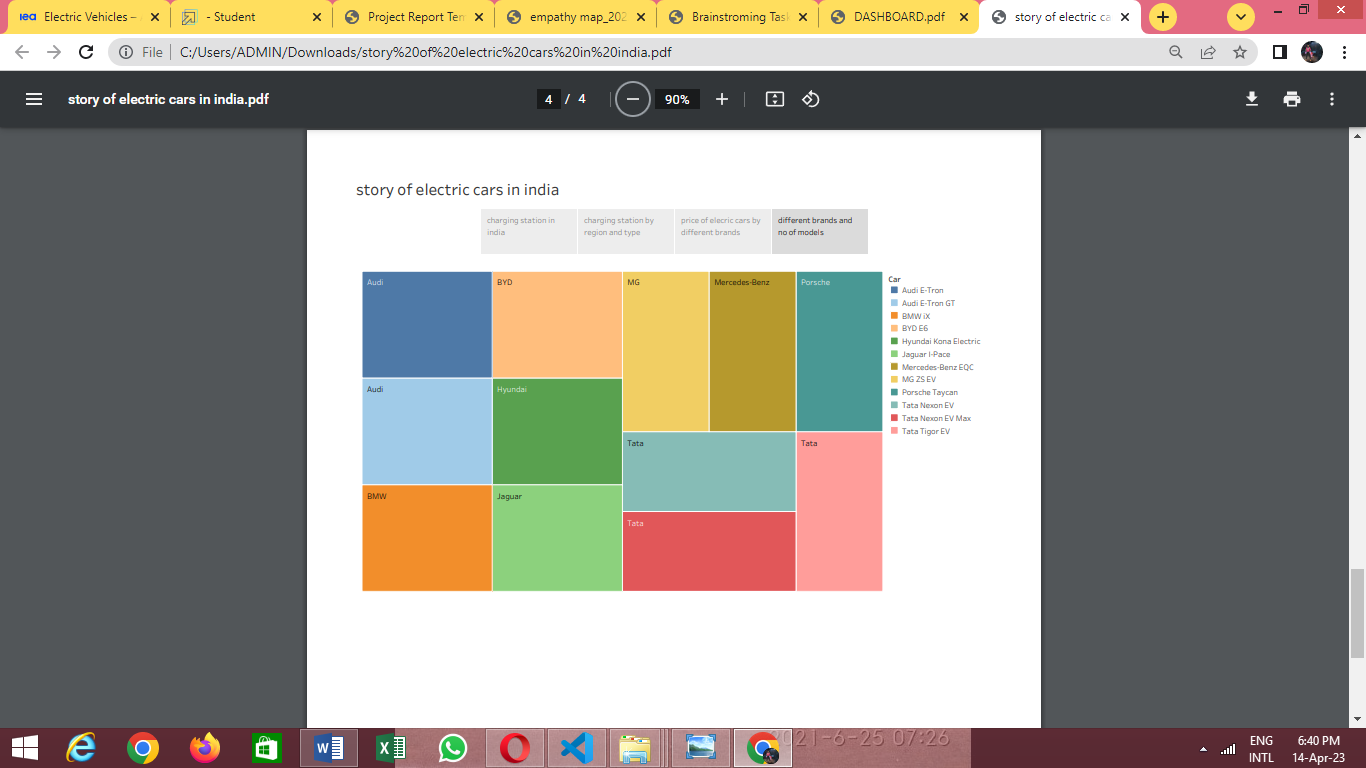 Electric Vehicles –
- Student
Project Report Ten
empathy map_202
Brainstroming Task
DASHBOARD.pdf
story of electric ca
File
C:/Users/ADMIN/Downloads/story%20of%20electric%20cars%20in%20india.pdf
story of electric cars in india.pdf
4 / 4
90%
story of electric cars in india
charging station in
india
charging station by
region and type
price of elecric cars by
different brands
different brands and
no of models
Audi
BYD
MG
Mercedes-Benz
Porsche
Audi
Hyundai
Tata
Tata
BMW
Jaguar
Tata
Car
Audi E-Tron
Audi E-Tron GT
BMW iX
BYD E6
Hyundai Kona Electric
Jaguar I-Pace
Mercedes-Benz EQC
MG ZS EV
Porsche Taycan
Tata Nexon EV
Tata Nexon EV Max
Tata Tigor EV
2021-6-25 07:26
ENG
INTL
6:40 PM
14-Apr-23